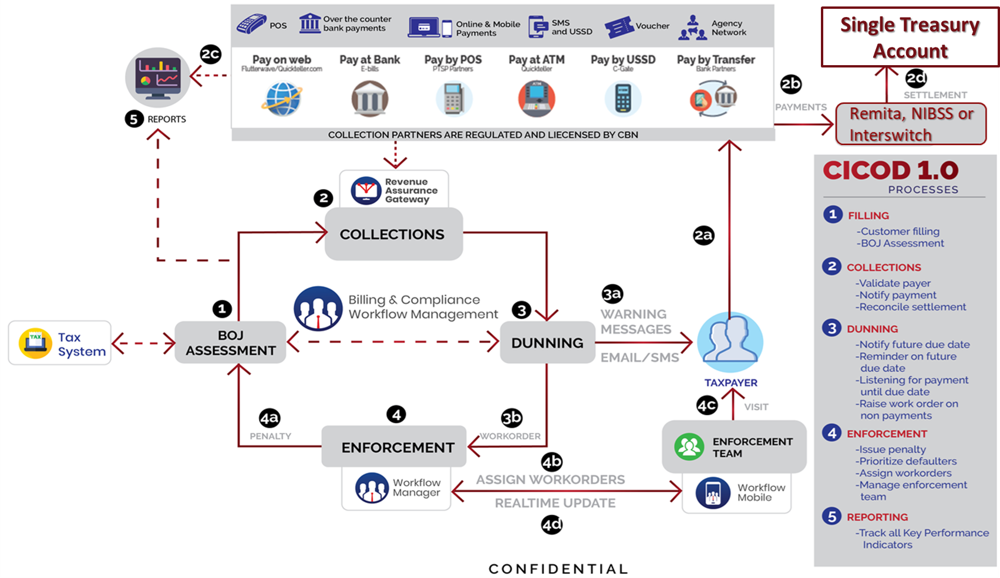 POS
Over the counter
bank payments
Online & Mobile
Payments
SMS
and USSD
Voucher
Agency
Network
Single Treasury
Account
2c
Pay on web
Flutterwave/Quickteller.com
Pay at Bank
E-bills
Pay by POS
PTSP Partners
Pay at ATM
Quickteller
ATM
Pay by USSD
C-Gate
Pay by Transfer
Bank Partners
2b
PAYMENTS
2d
SETTLEMENT
Remita, NIBSS or
Interswitch
5 REPORTS
COLLECTION PARTNERS ARE REGULATED AND LIECENSED BY CBN
2
Revenue
Assurance
Gateway
COLLECTIONS
2a
1
Billing & Compliance
Workflow Management
3
3a
WARNING
MESSAGES
EMAIL/SMS
TAX
Tax
System
BOJ
ASSESSMENT
DUNNING
TAXPAYER
4a
PENALTY
4
3b
WORKORDER
4c
VISIT
ENFORCEMENT
Workflow
Manager
4b
ASSIGN WORKORDERS
REALTIME UPDATE
4d
ENFORCEMENT
TEAM
Workflow
Mobile
CICOD 1.0
PROCESSES
1 FILLING
-Customer filling
-BOJ Assessment
2 COLLECTIONS
-Validate payer
-Notify payment
-Reconcile settlement
3 DUNNING
-Notify future due date
-Reminder on future
due date
-Listening for payment
until due date
-Raise work order on
non payments
4 ENFORCEMENT
-Issue penalty
-Prioritize defaulters
-Assign workorders
-Manage enforcement
team
5 REPORTING
-Track all Key Performance
Indicators
CONFIDENTIAL